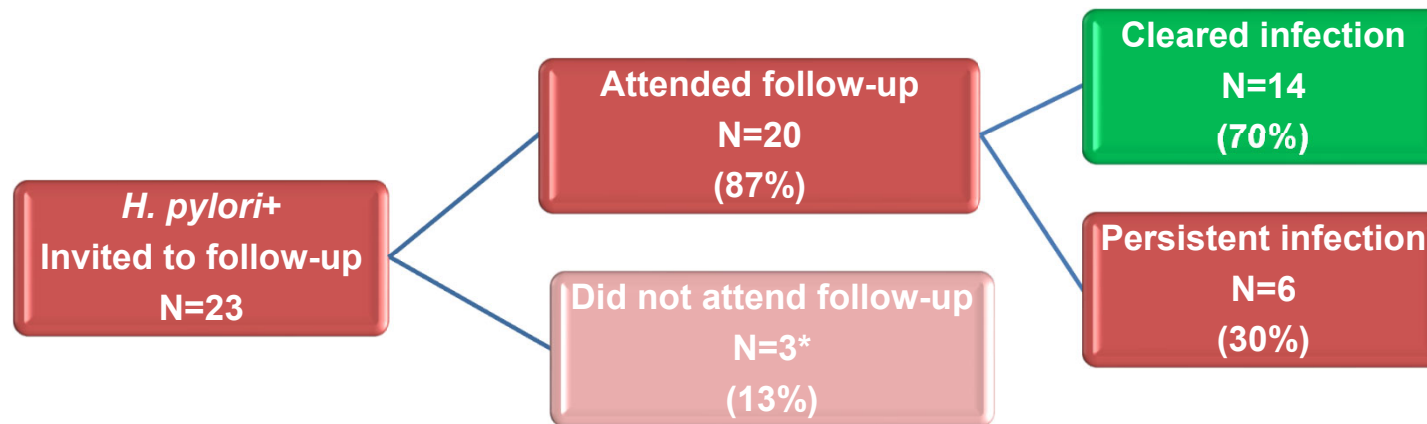 H. pylori+
Invited to follow-up
N=23
Attended follow-up
N=20
(87%)
Did not attend follow-up
N=3*
(13%)
Cleared infection
N=14
(70%)
Persistent infection
N=6
(30%)